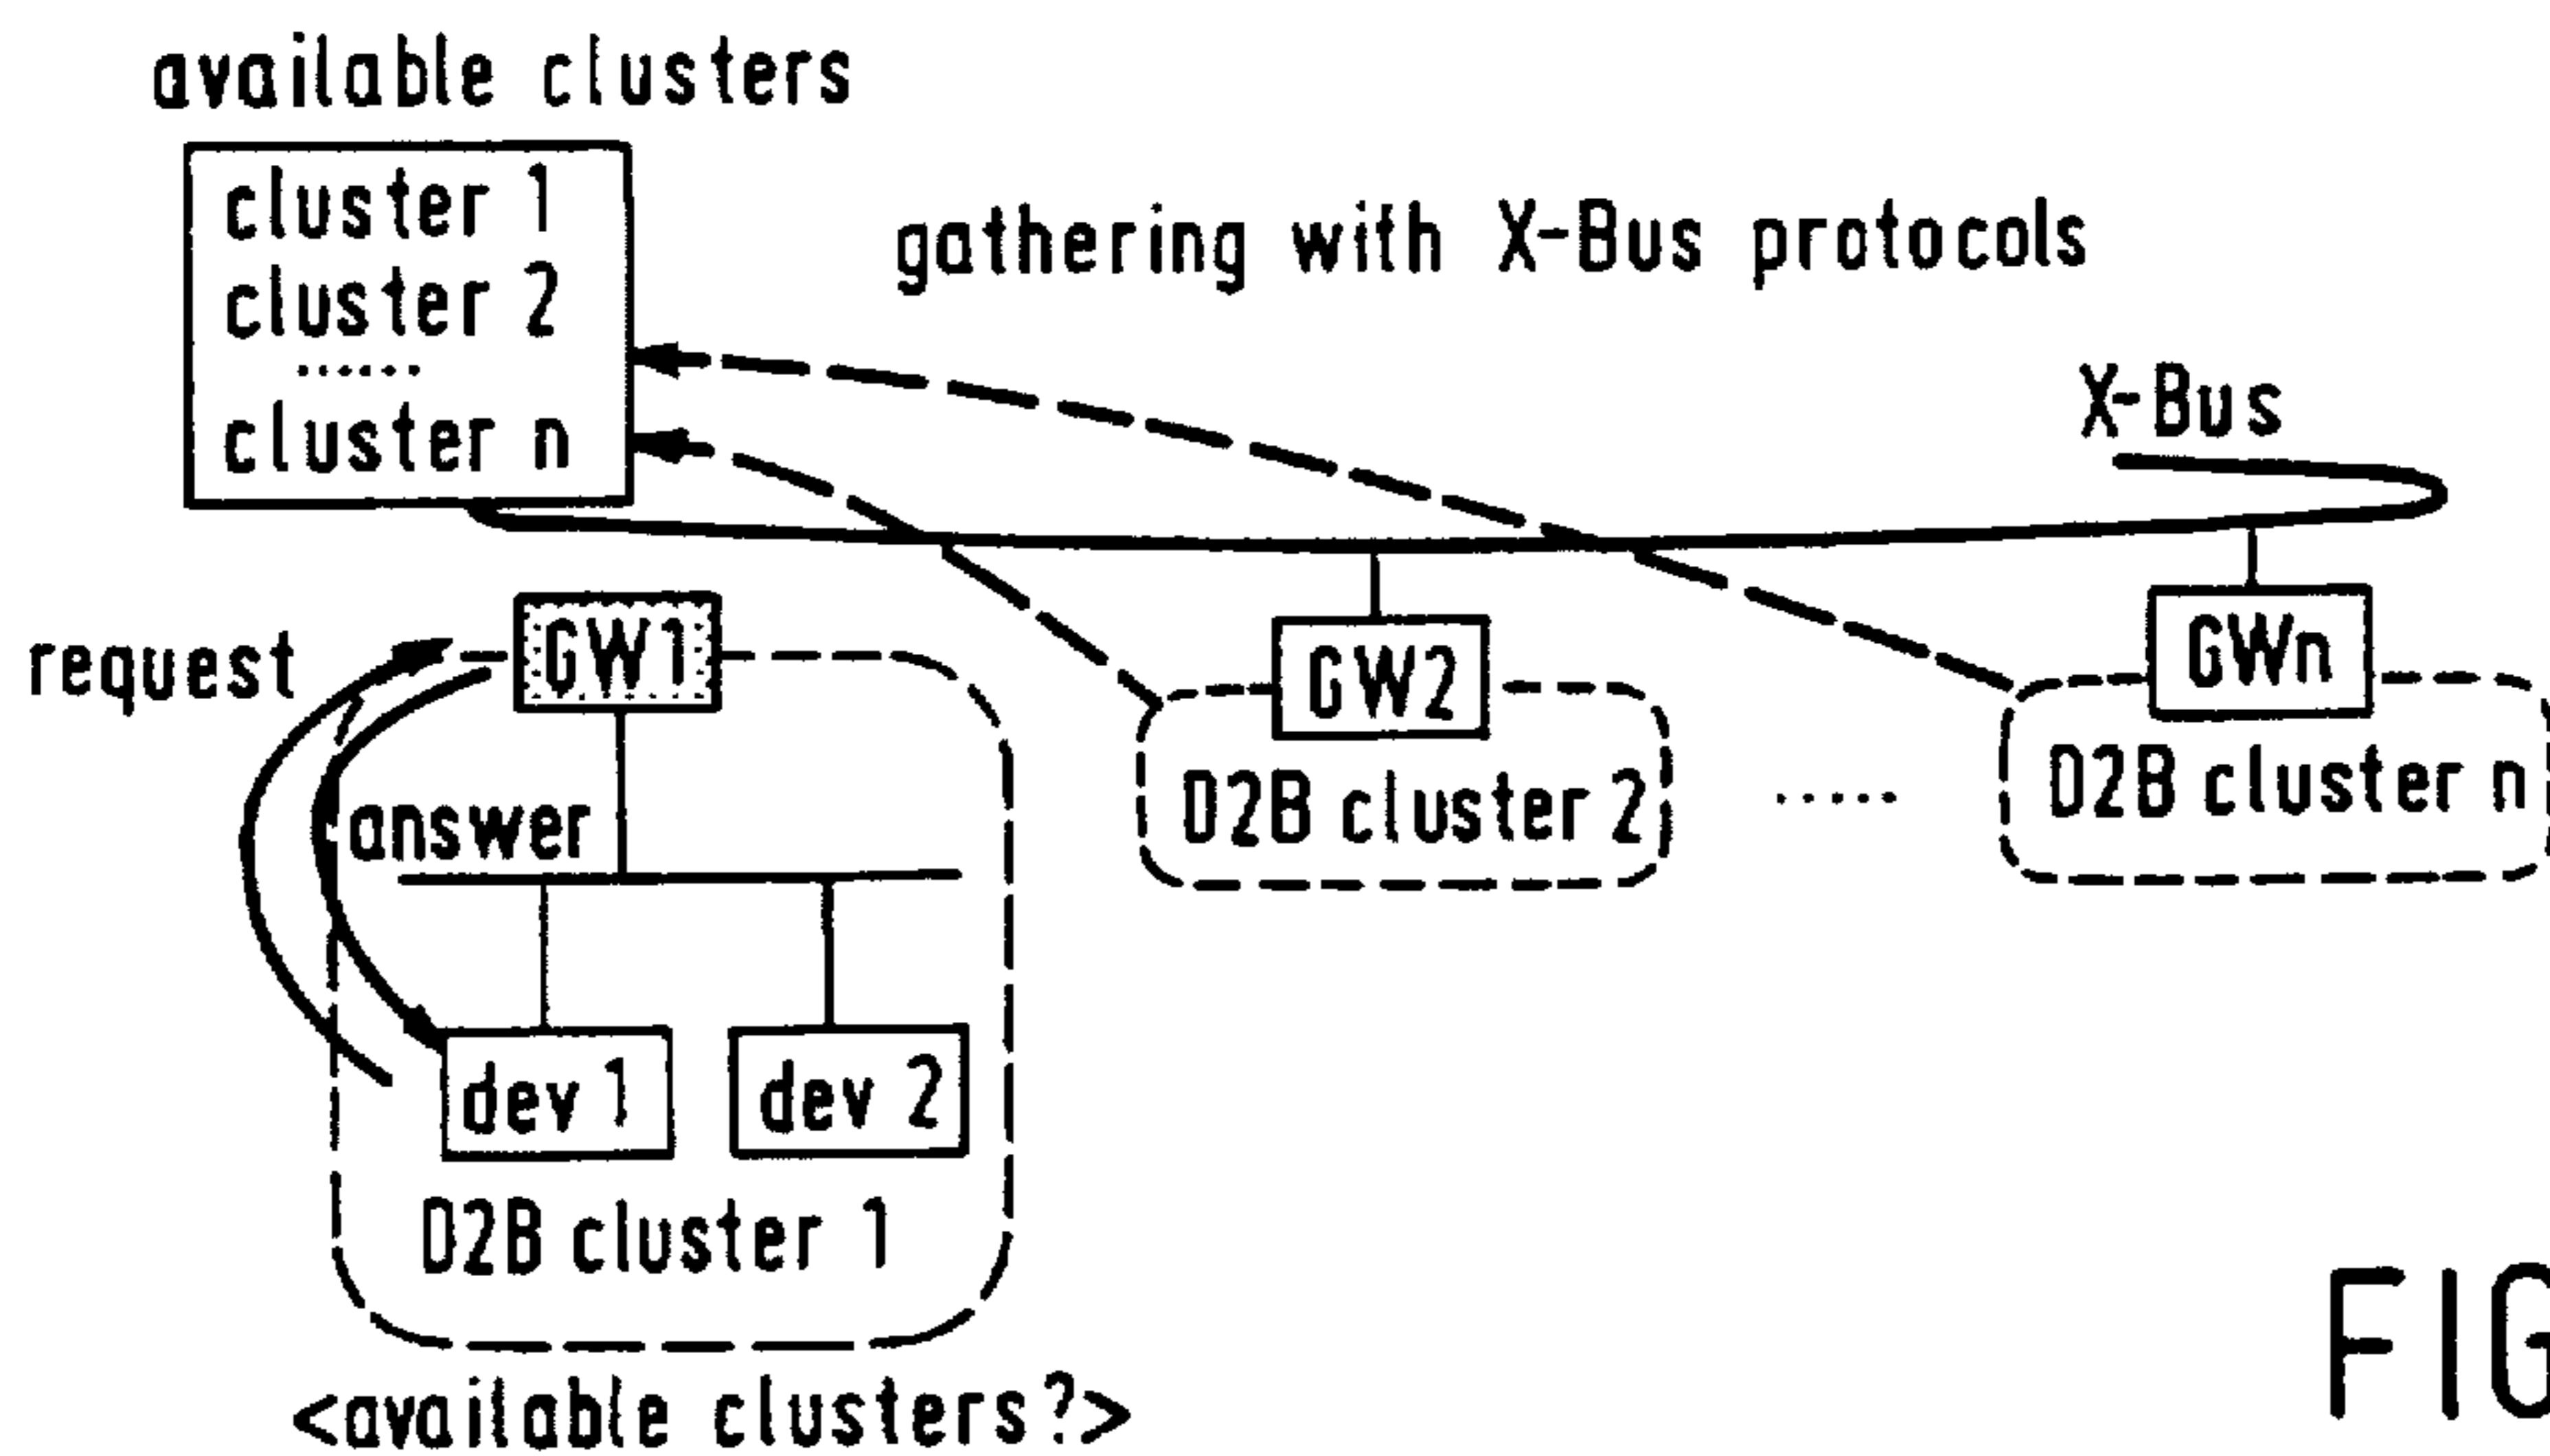 available clusters
cluster 1
cluster 2
......
cluster n
gathering with X-Bus protocols
X-Bus
request
GW1
GW2
GWn
answer
D2B cluster 2
.....
D2B cluster n
dev 1
dev 2
D2B cluster 1
<available clusters?>
FIG